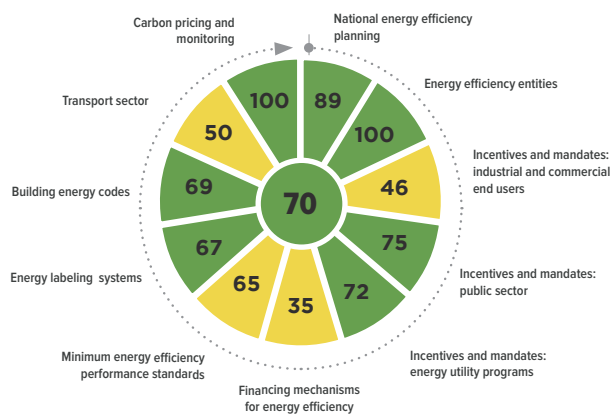 Carbon pricing and
monitoring
National energy efficiency
planning
Energy efficiency entities
Transport sector
100
89
100
50
Incentives and mandates:
industrial and commercial
end users
Building energy codes
69
46
70
75
67
Energy labeling systems
Incentives and mandates:
public sector
65
35
72
Minimum energy efficiency
performance standards
Incentives and mandates:
energy utility programs
Financing mechanisms
for energy efficiency